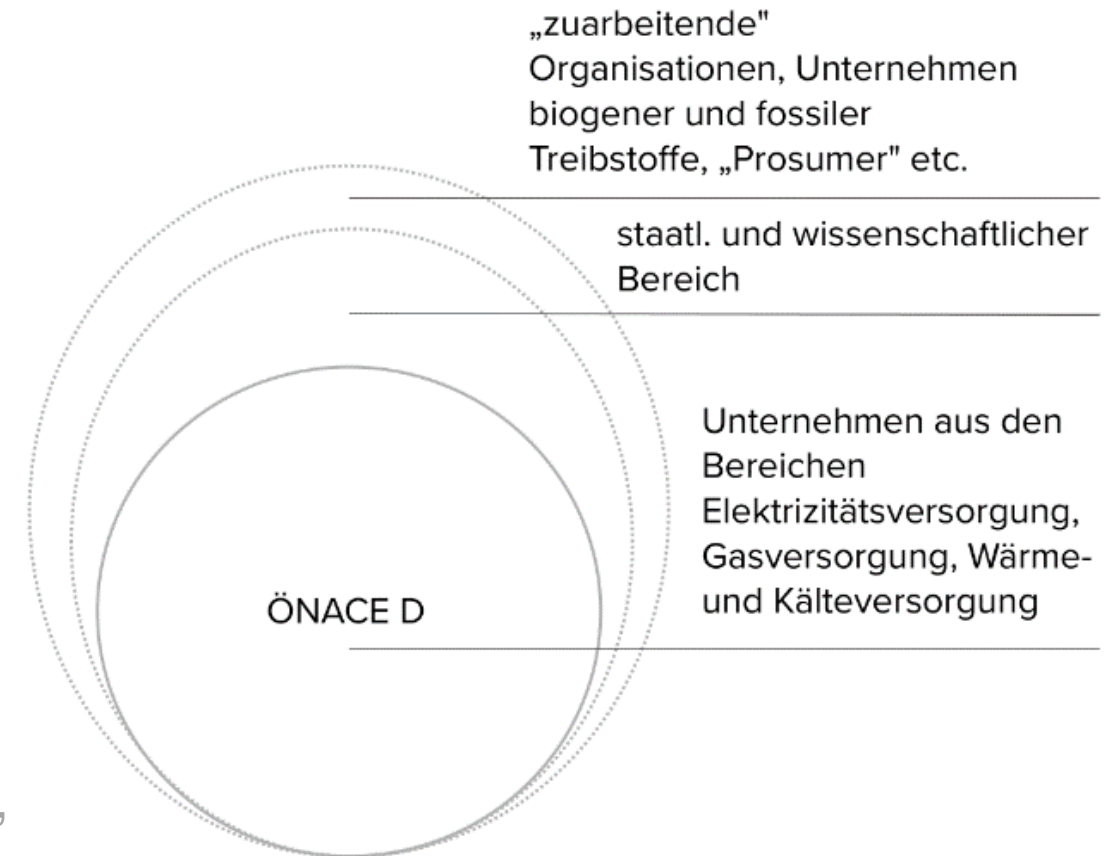 „zuarbeitende"
Organisationen, Unternehmen
biogener und fossiler
Treibstoffe, „Prosumer" etc.
staatl. und wissenschaftlicher
Bereich
Unternehmen aus den
Bereichen
Elektrizitätsversorgung,
Gasversorgung, Wärme-
und Kälteversorgung
ÖNACE D